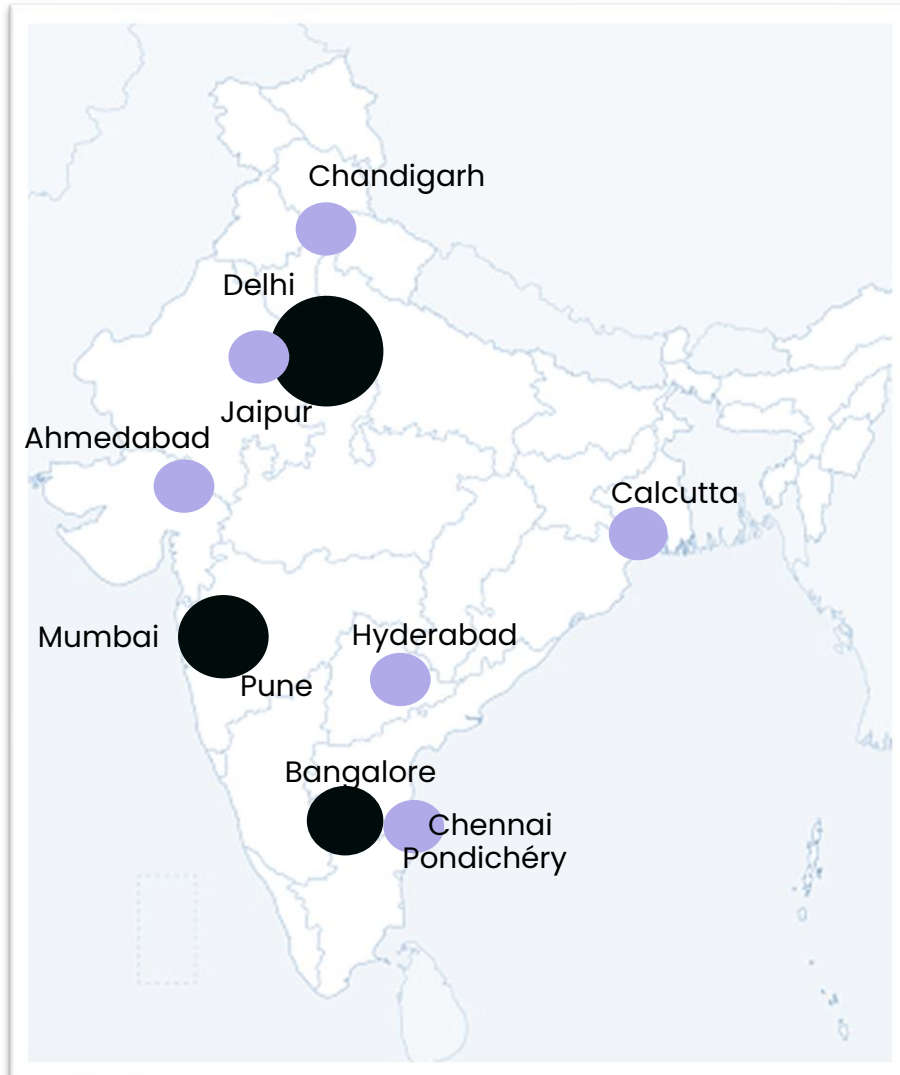 Chandigarh
Delhi
Jaipur
Ahmedabad
Calcutta
Mumbai
Hyderabad
Pune
Bangalore
Chennai
Pondichéry